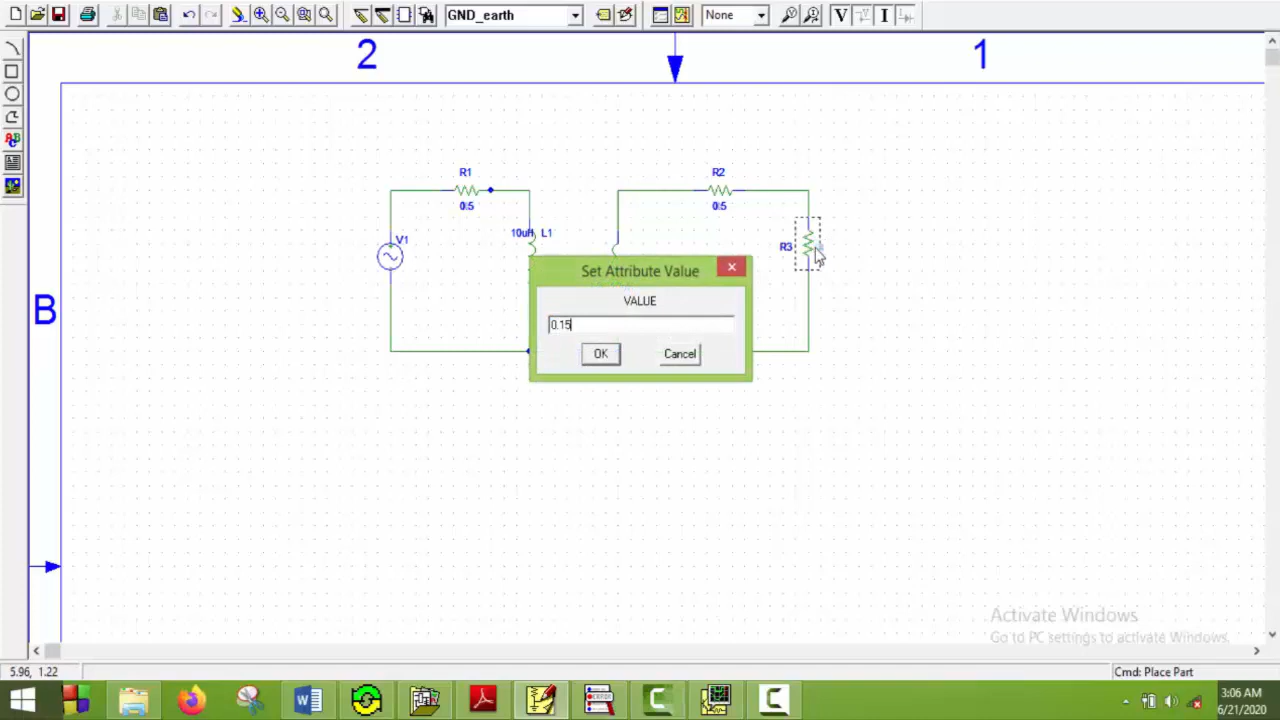 GND_earth
None
V
I
2
1
ABC
R1
R2
0.5
0.5
10uH L1
V1
R3
B
Set Attribute Value
VALUE
0.15
OK
Cancel
Activate Windows
Go to PC settings to activate Windows.
5.96, 1.22
Cmd: Place Part
3:06 AM
6/21/2020